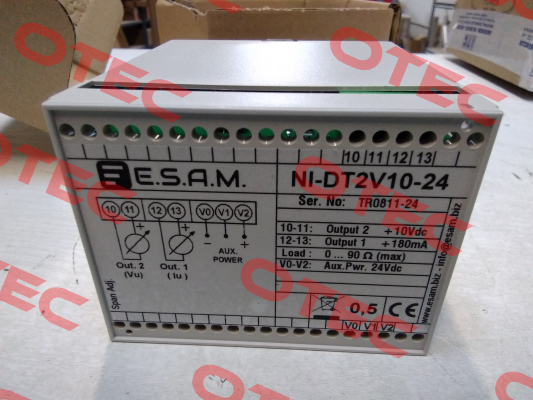 OTEC
OTEC
OTEC
OTEC
OTEC
OTEC
10 11 12 13
E.S.A.M.
NI-DT2V10-24
Ser. No: TR0811-24
10 11 12 13 V0 V1 V2
+ + - +
Out. 2 Out. 1 AUX.
(Vu) ( Iu ) POWER
Span Adj.
10-11: Output 2 +10Vdc
12-13: Output 1 +180mA
Load : 0 ... 90 Ω (max)
V0-V2: Aux.Pwr. 24Vdc
0,5 CE
V0 V1 V2
www.esam.biz - info@esam.biz